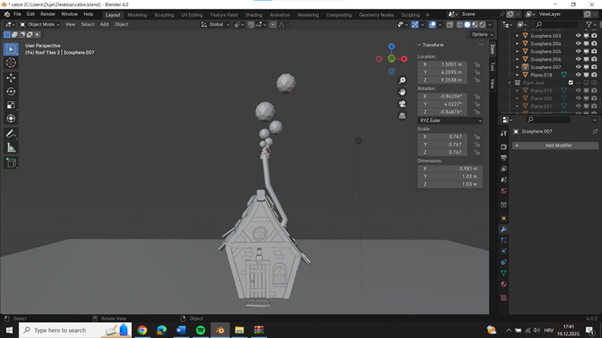 * cabin [C:\Users\Duje\Desktop\cabin.blend] - Blender 4.0
File Edit Render Window Help
Layout Modeling Sculpting UV Editing Texture Paint Shading Animation Rendering Compositing Geometry Nodes Scripting +
Scene
ViewLayer
Object Mode
View Select Add Object
Global
Options
User Perspective
(94) Roof Tiles 2 | Icosphere.007
Transform
Location:
X 1.5001 m
Y 4.2095 m
Z 9.2538 m
Rotation:
X -0.84204°
Y 4.0227°
Z -0.84876°
XYZ Euler
Scale:
X 0.767
Y 0.767
Z 0.767
Dimensions:
X 0.981 m
Y 1.03 m
Z 1.03 m
Item
Tool
View
Icosphere.003
Icosphere.004
Icosphere.005
Icosphere.006
Icosphere.007
Plane.018
Plane.019
Plane.020
Plane.021
Icosphere.007
Add Modifier
Select
Rotate View
Object
4.0.2
Type here to search
HRV
17:41
19.12.2023.